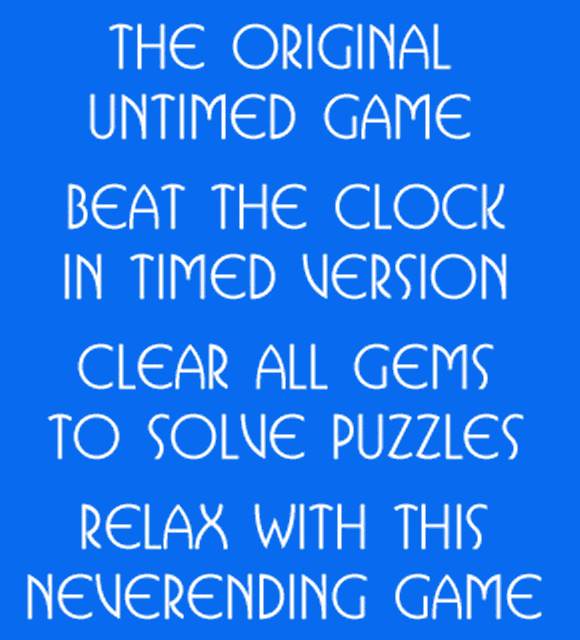 THE ORIGINAL
UNTIMED GAME
BEAT THE CLOCK
IN TIMED VERSION
CLEAR ALL GEMS
TO SOLVE PUZZLES
RELAX WITH THIS
NEVERENDING GAME